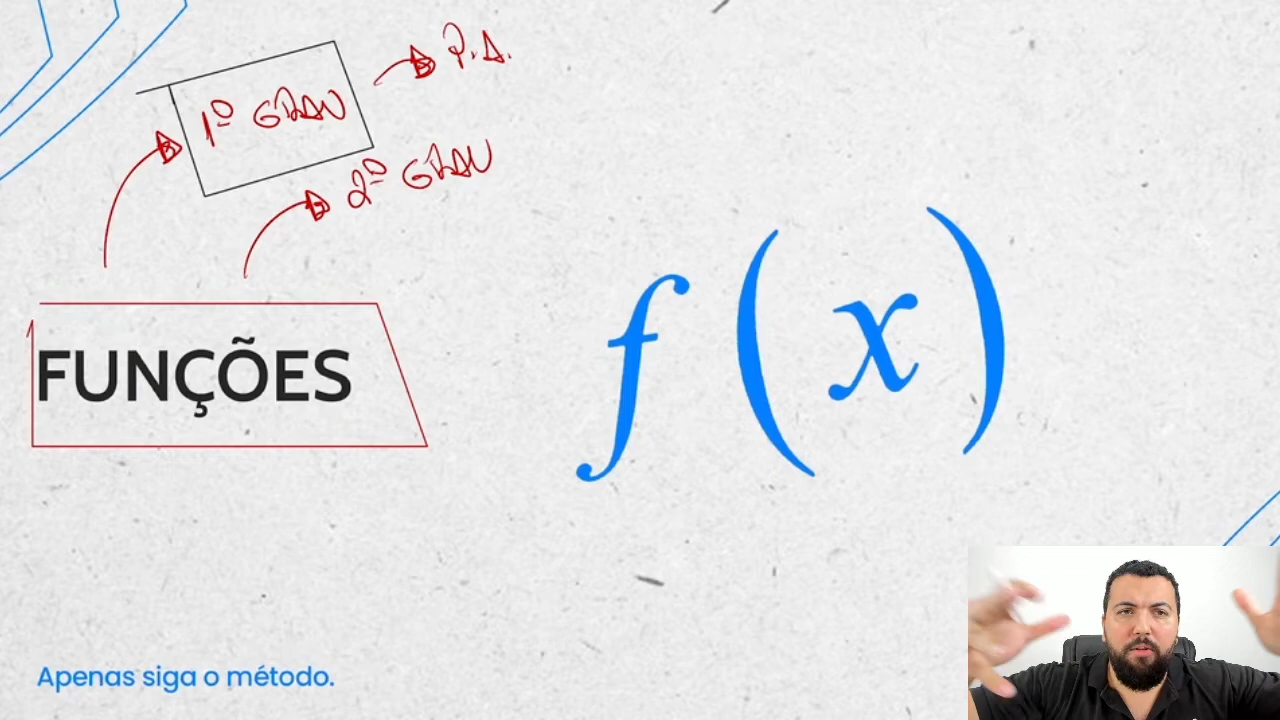 P.A.
1º GRAU
2º GRAU
FUNÇÕES
f(x)
Apenas siga o método.